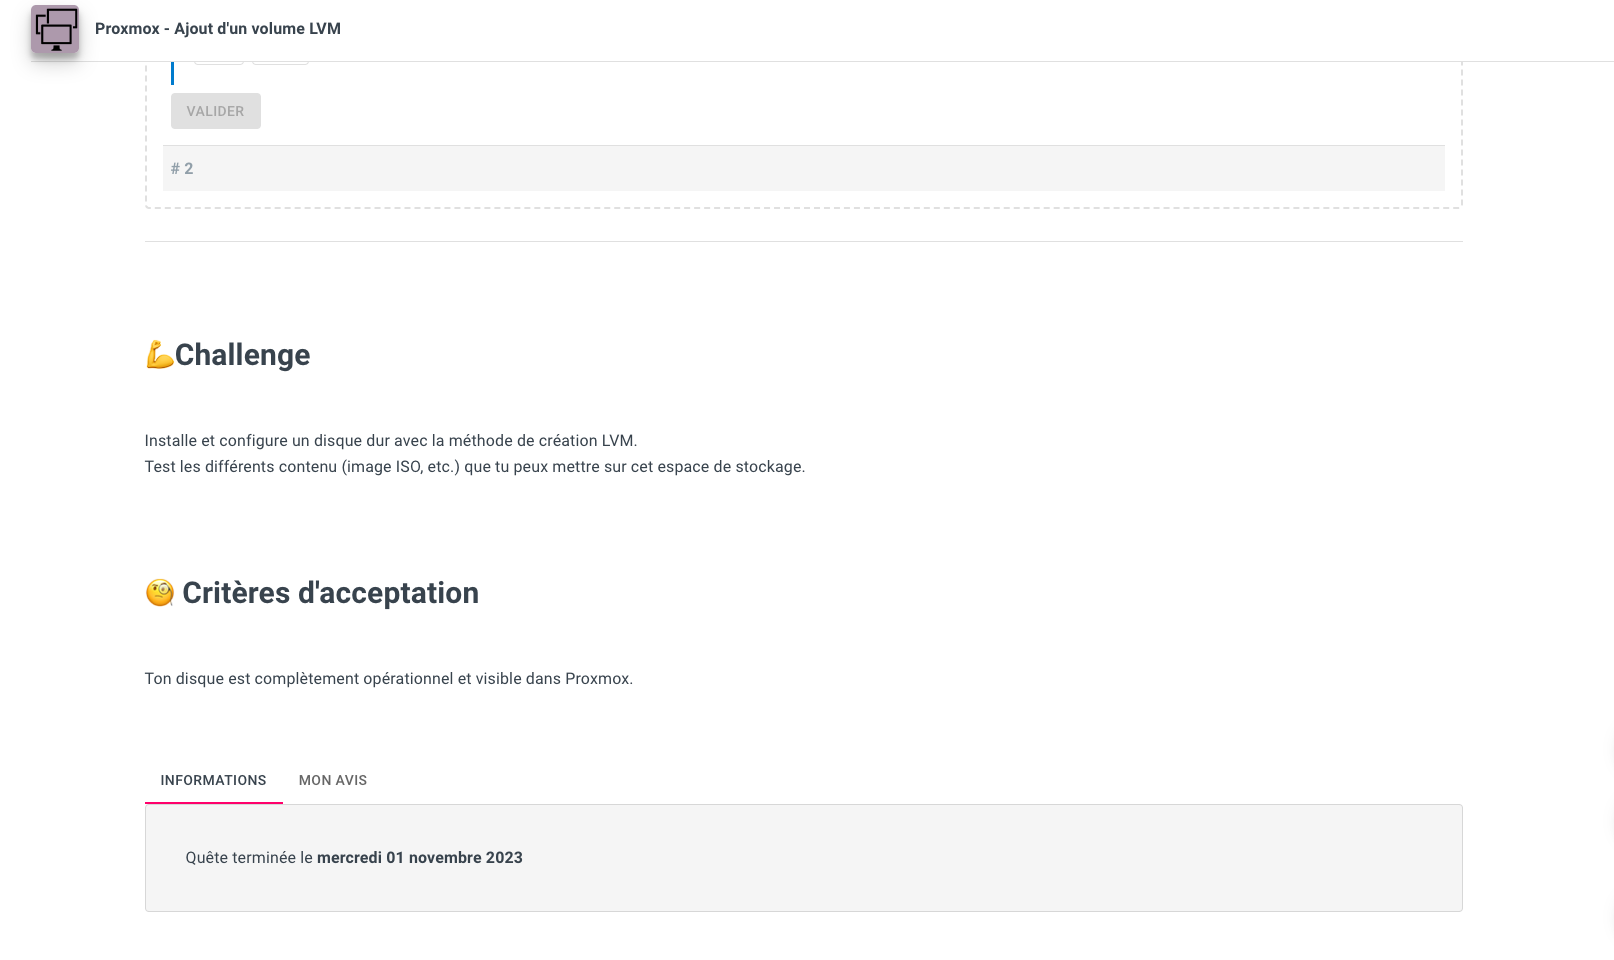 Proxmox - Ajout d'un volume LVM
VALIDER
# 2
💪Challenge
Installe et configure un disque dur avec la méthode de création LVM.
Test les différents contenu (image ISO, etc.) que tu peux mettre sur cet espace de stockage.
🧐 Critères d'acceptation
Ton disque est complètement opérationnel et visible dans Proxmox.
INFORMATIONS MON AVIS
Quête terminée le mercredi 01 novembre 2023